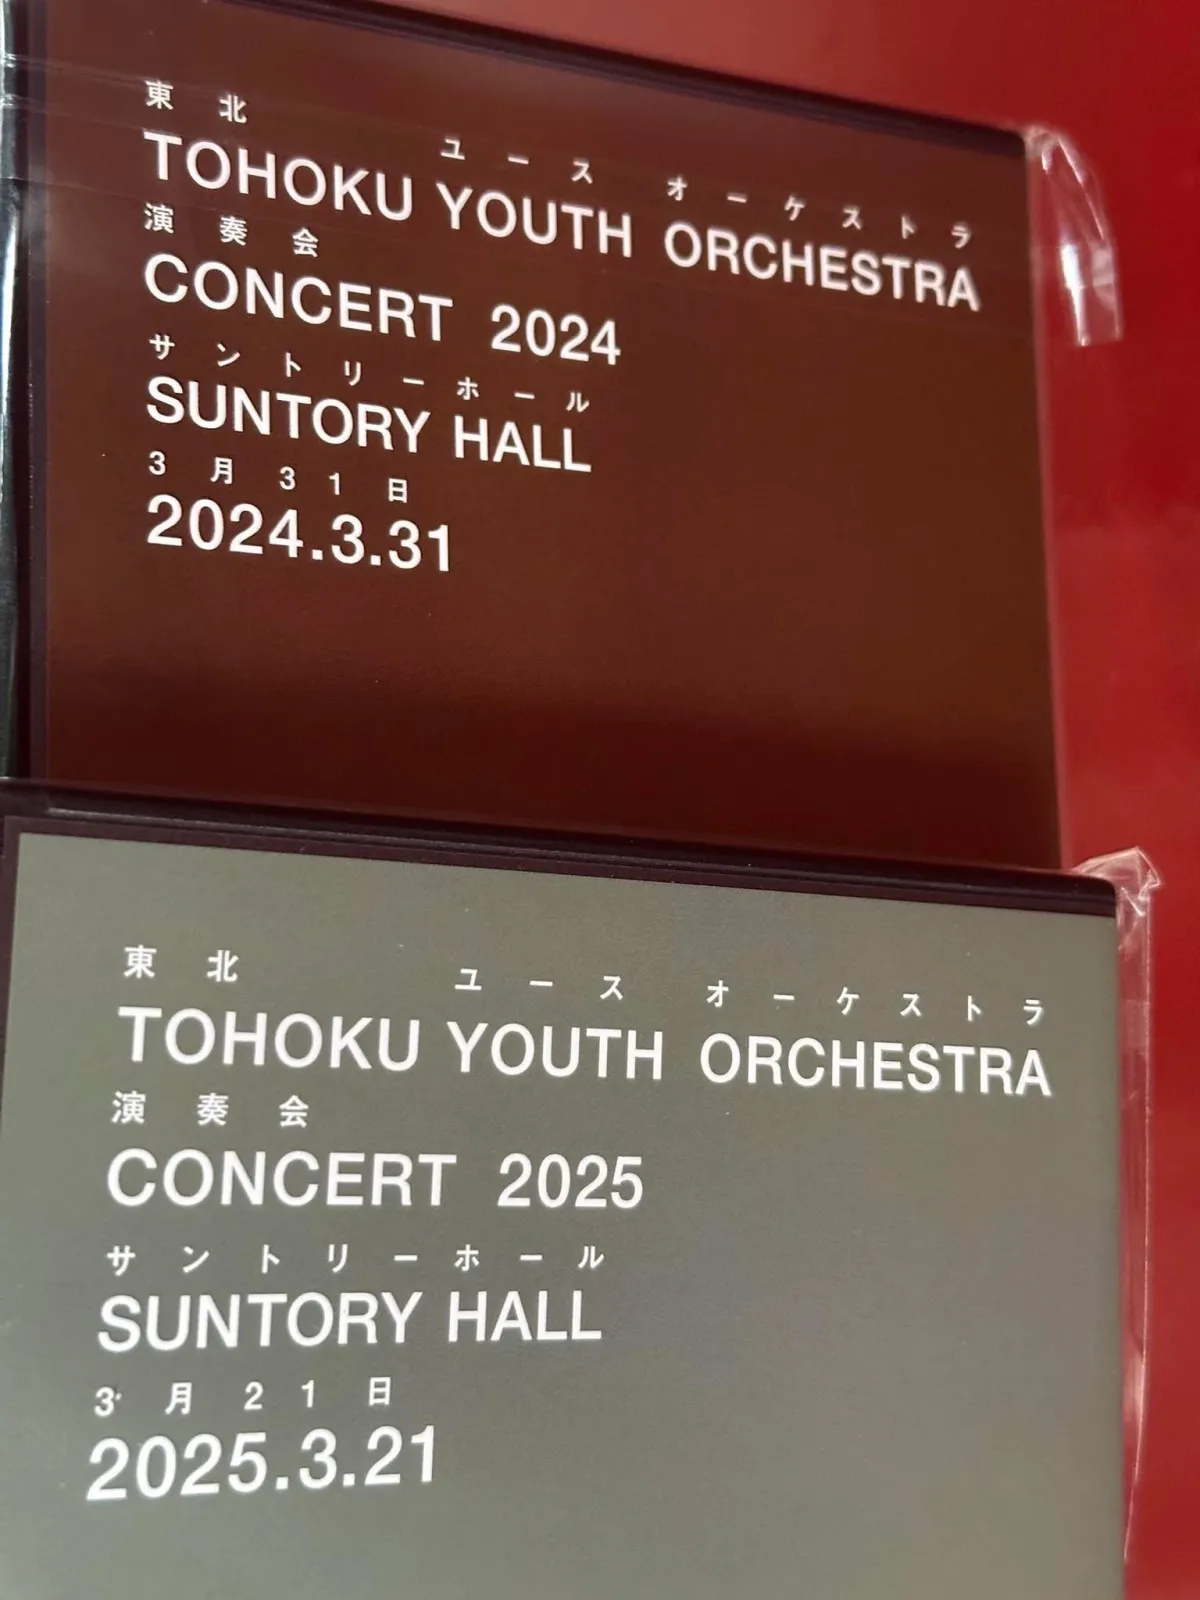 東北 ユース オーケストラ
TOHOKU YOUTH ORCHESTRA
演奏会
CONCERT 2024
サントリーホール
SUNTORY HALL
3月31日
2024.3.31
東北 ユース オーケストラ
TOHOKU YOUTH ORCHESTRA
演奏会
CONCERT 2025
サントリーホール
SUNTORY HALL
3月21日
2025.3.21